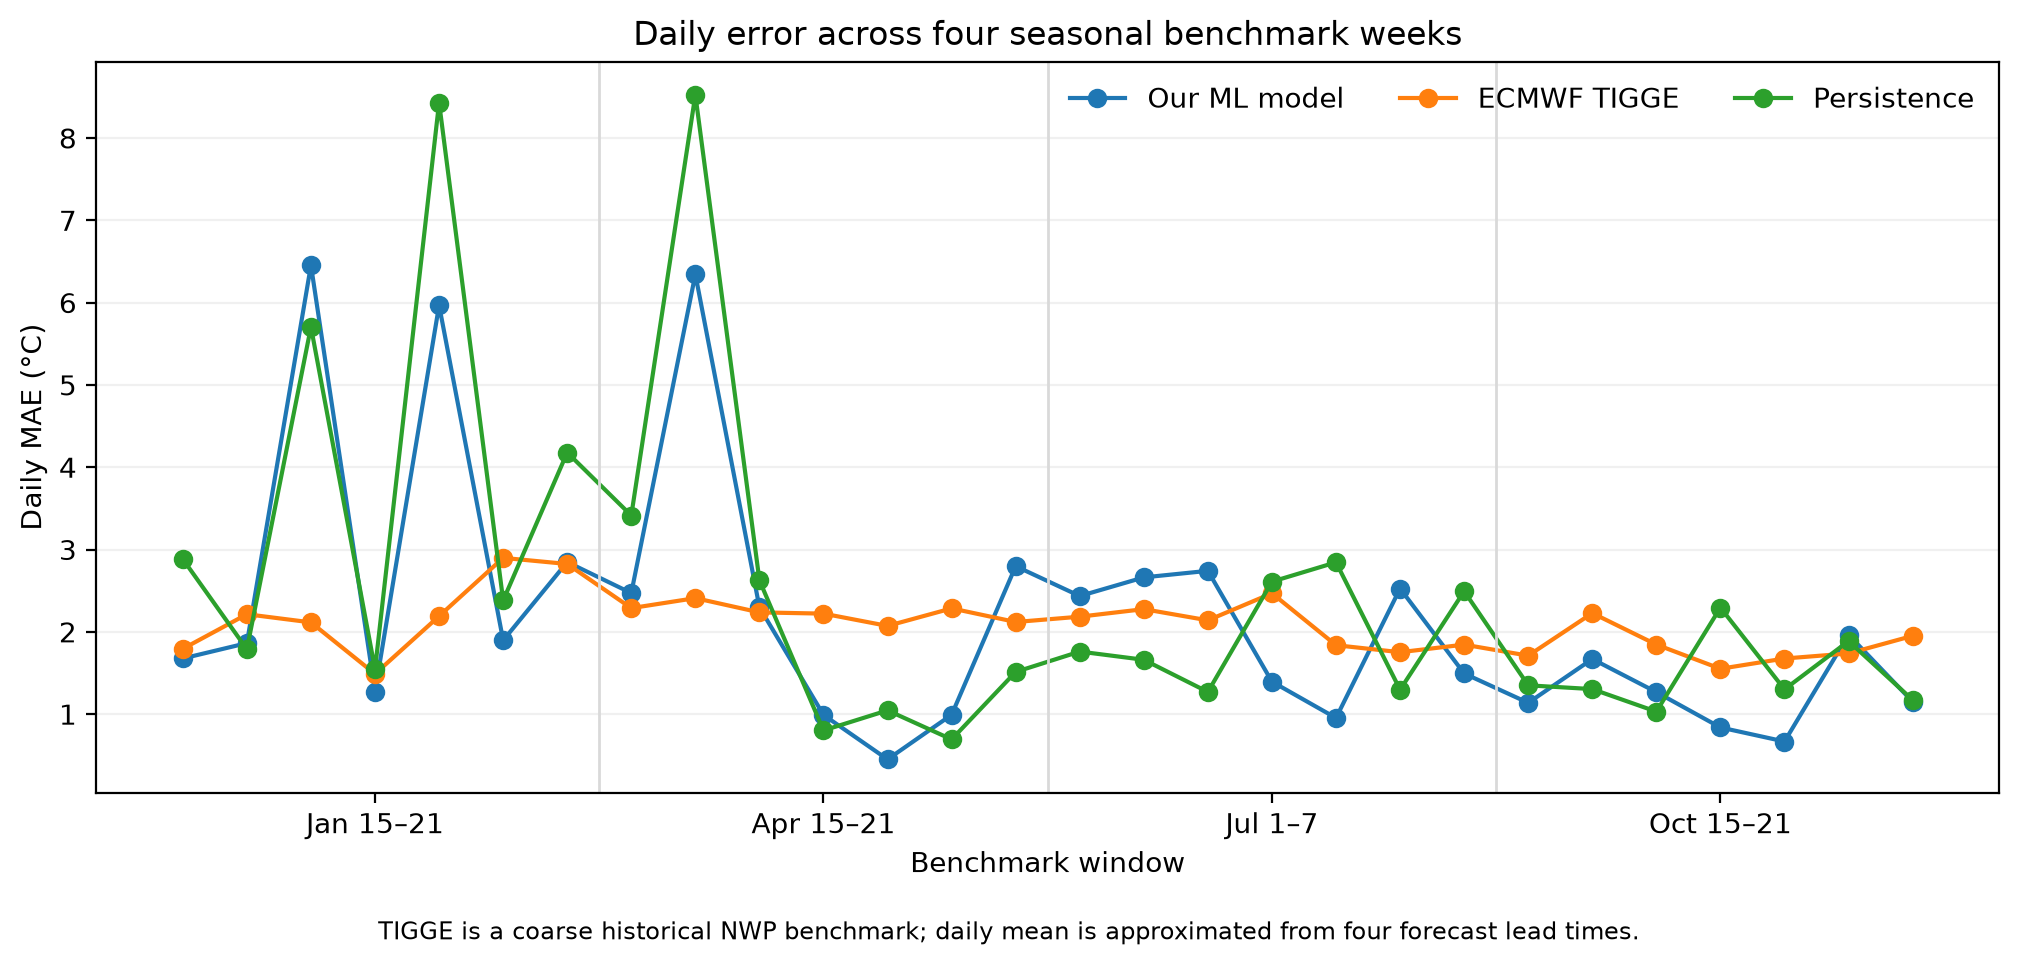 Daily error across four seasonal benchmark weeks
Our ML model
ECMWF TIGGE
Persistence
Daily MAE (°C)
8
7
6
5
4
3
2
1
Jan 15–21
Apr 15–21
Jul 1–7
Oct 15–21
Benchmark window
TIGGE is a coarse historical NWP benchmark; daily mean is approximated from four forecast lead times.